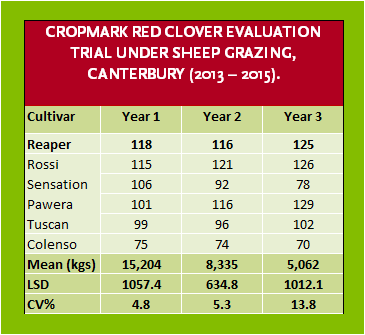 CROPMARK RED CLOVER EVALUATION
TRIAL UNDER SHEEP GRAZING,
CANTERBURY (2013 – 2015).
Cultivar Year 1 Year 2 Year 3
Reaper 118 116 125
Rossi 115 121 126
Sensation 106 92 78
Pawera 101 116 129
Tuscan 99 96 102
Colenso 75 74 70
Mean (kgs) 15,204 8,335 5,062
LSD 1057.4 634.8 1012.1
CV% 4.8 5.3 13.8